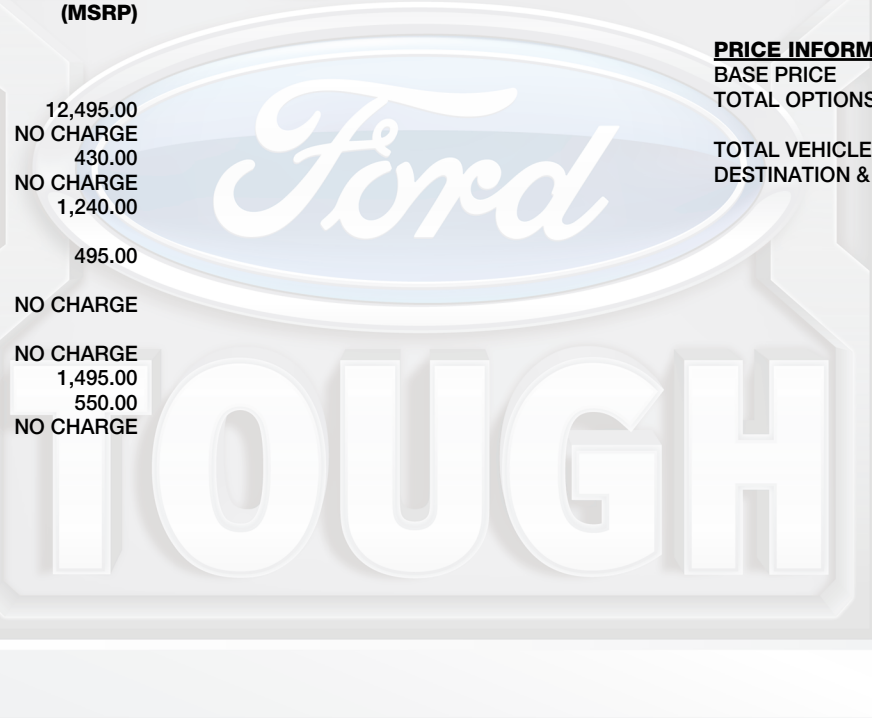 (MSRP)
12,495.00
NO CHARGE
430.00
NO CHARGE
1,240.00
495.00
NO CHARGE
NO CHARGE
1,495.00
550.00
NO CHARGE
PRICE INFORM
BASE PRICE
TOTAL OPTIONS
TOTAL VEHICLE
DESTINATION &
Ford
TOUGH